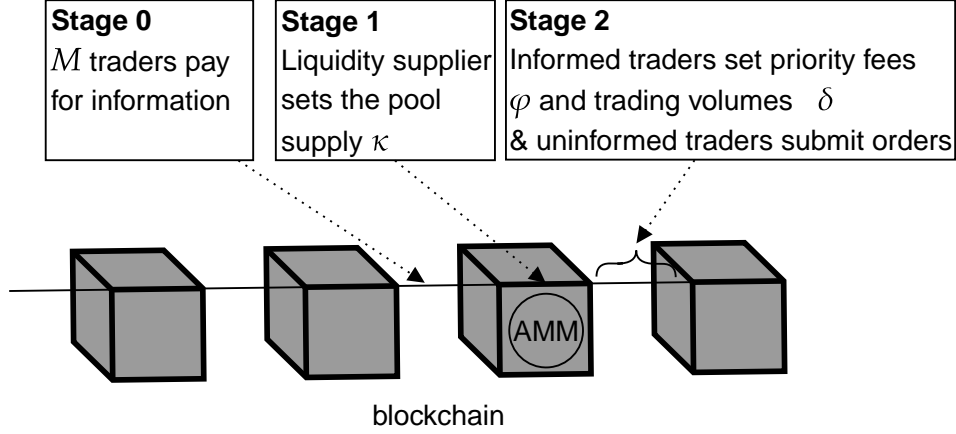 Stage 0
M traders pay
for information
Stage 1
Liquidity supplier
sets the pool
supply κ
Stage 2
Informed traders set priority fees
φ and trading volumes δ
& uninformed traders submit orders
AMM
blockchain